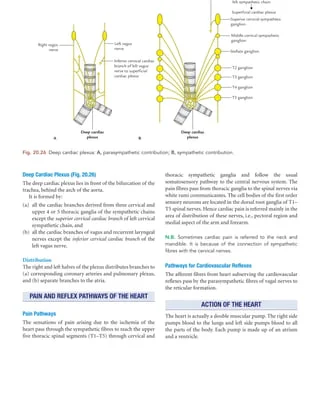 left sympathetic chain
Superficial cardiac plexus
Superior cervical sympathetic
ganglion
Middle cervical sympathetic
ganglion
Stellate ganglion
T2 ganglion
T3 ganglion
T4 ganglion
T5 ganglion
Right vagus
nerve
Left vagus
nerve
Inferior cervical cardiac
branch of left vagus
nerve to superficial
cardiac plexus
Deep cardiac
plexus
A
Deep cardiac
plexus
B
Fig. 20.26 Deep cardiac plexus: A, parasympathetic contribution; B, sympathetic contribution.
Deep Cardiac Plexus (Fig. 20.26)
The deep cardiac plexus lies in front of the bifurcation of the
trachea, behind of the arch of the aorta.
It is formed by:
(a) all the cardiac branches derived from three cervical and
upper 4 or 5 thoracic ganglia of the sympathetic chains
except the superior cervical cardiac branch of left cervical
sympathetic chain, and
(b) all the cardiac branches of vagus and recurrent laryngeal
nerves except the inferior cervical cardiac branch of the
left vagus nerve.
Distribution
The right and left halves of the plexus distributes branches to
(a) corresponding coronary arteries and pulmonary plexus,
and (b) separate branches to the atria.
PAIN AND REFLEX PATHWAYS OF THE HEART
Pain Pathways
The sensations of pain arising due to the ischemia of the
heart pass through the sympathetic fibres to reach the upper
five thoracic spinal segments (T1–T5) through cervical and
thoracic sympathetic ganglia and follow the usual
somatosensory pathway to the central nervous system. The
pain fibres pass from thoracic ganglia to the spinal nerves via
white rami communicantes. The cell bodies of the first order
sensory neurons are located in the dorsal root ganglia of T1–
T5 spinal nerves. Hence cardiac pain is referred mainly in the
area of distribution of these nerves, i.e., pectoral region and
medial aspect of the arm and forearm.
N.B. Sometimes cardiac pain is referred to the neck and
mandible. It is because of the connection of sympathetic
fibres with the cervical nerves.
Pathways for Cardiovascular Reflexes
The afferent fibres from heart subserving the cardiovascular
reflexes pass by the parasympathetic fibres of vagal nerves to
the reticular formation.
ACTION OF THE HEART
The heart is actually a double muscular pump. The right side
pumps blood to the lungs and left side pumps blood to all
the parts of the body. Each pump is made up of an atrium
and a ventricle.